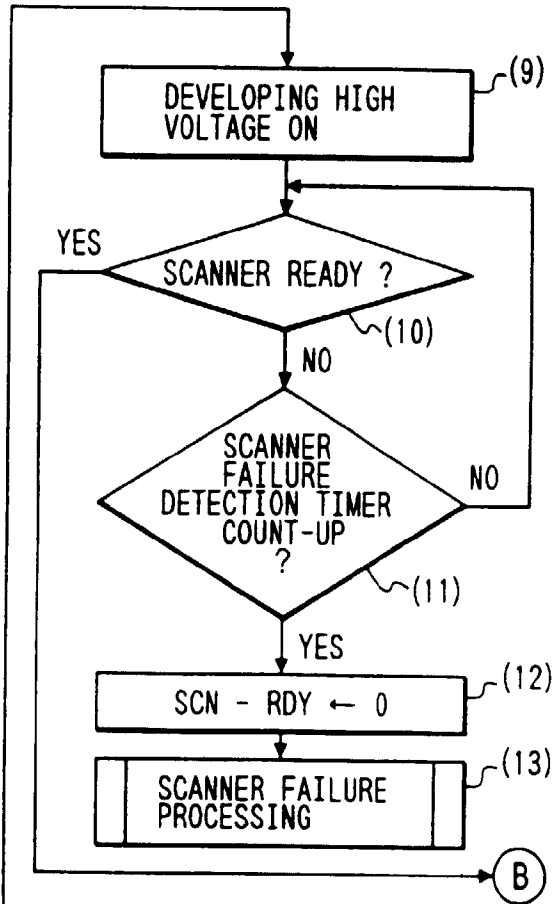 DEVELOPING HIGH
VOLTAGE ON
(9)
YES
SCANNER READY ?
(10)
NO
SCANNER
FAILURE
DETECTION TIMER
COUNT-UP
?
NO
(11)
YES
SCN - RDY ← 0
(12)
SCANNER FAILURE
PROCESSING
(13)
B